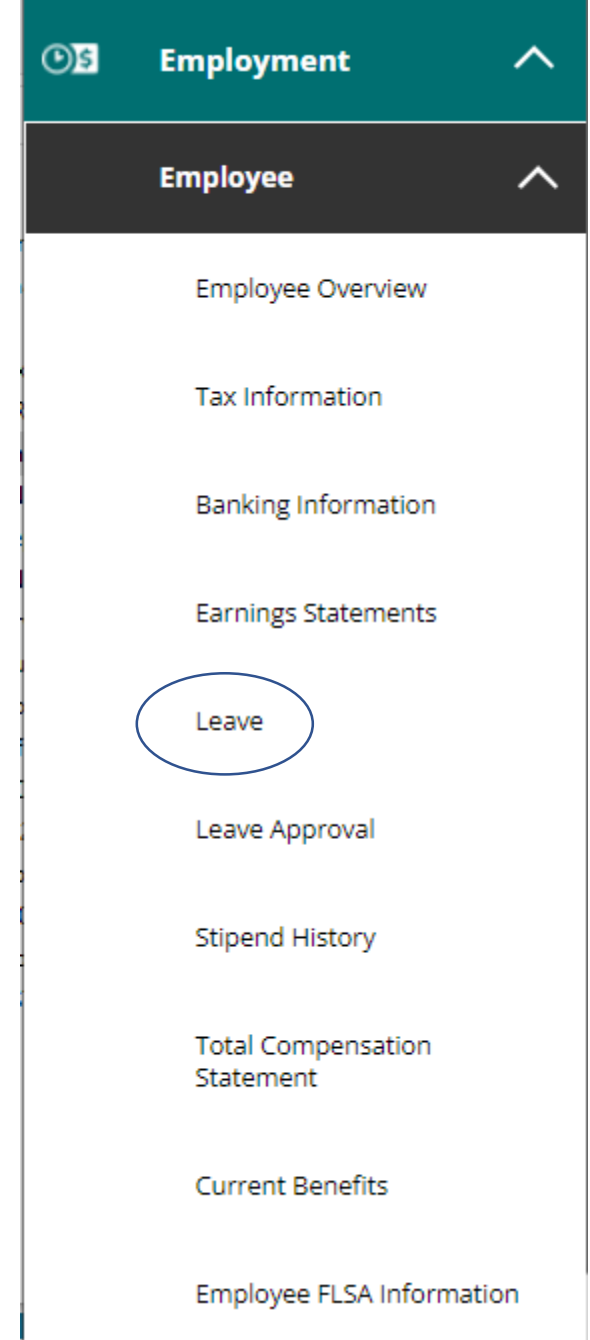 Employment
Employee
Employee Overview
Tax Information
Banking Information
Earnings Statements
Leave
Leave Approval
Stipend History
Total Compensation
Statement
Current Benefits
Employee FLSA Information